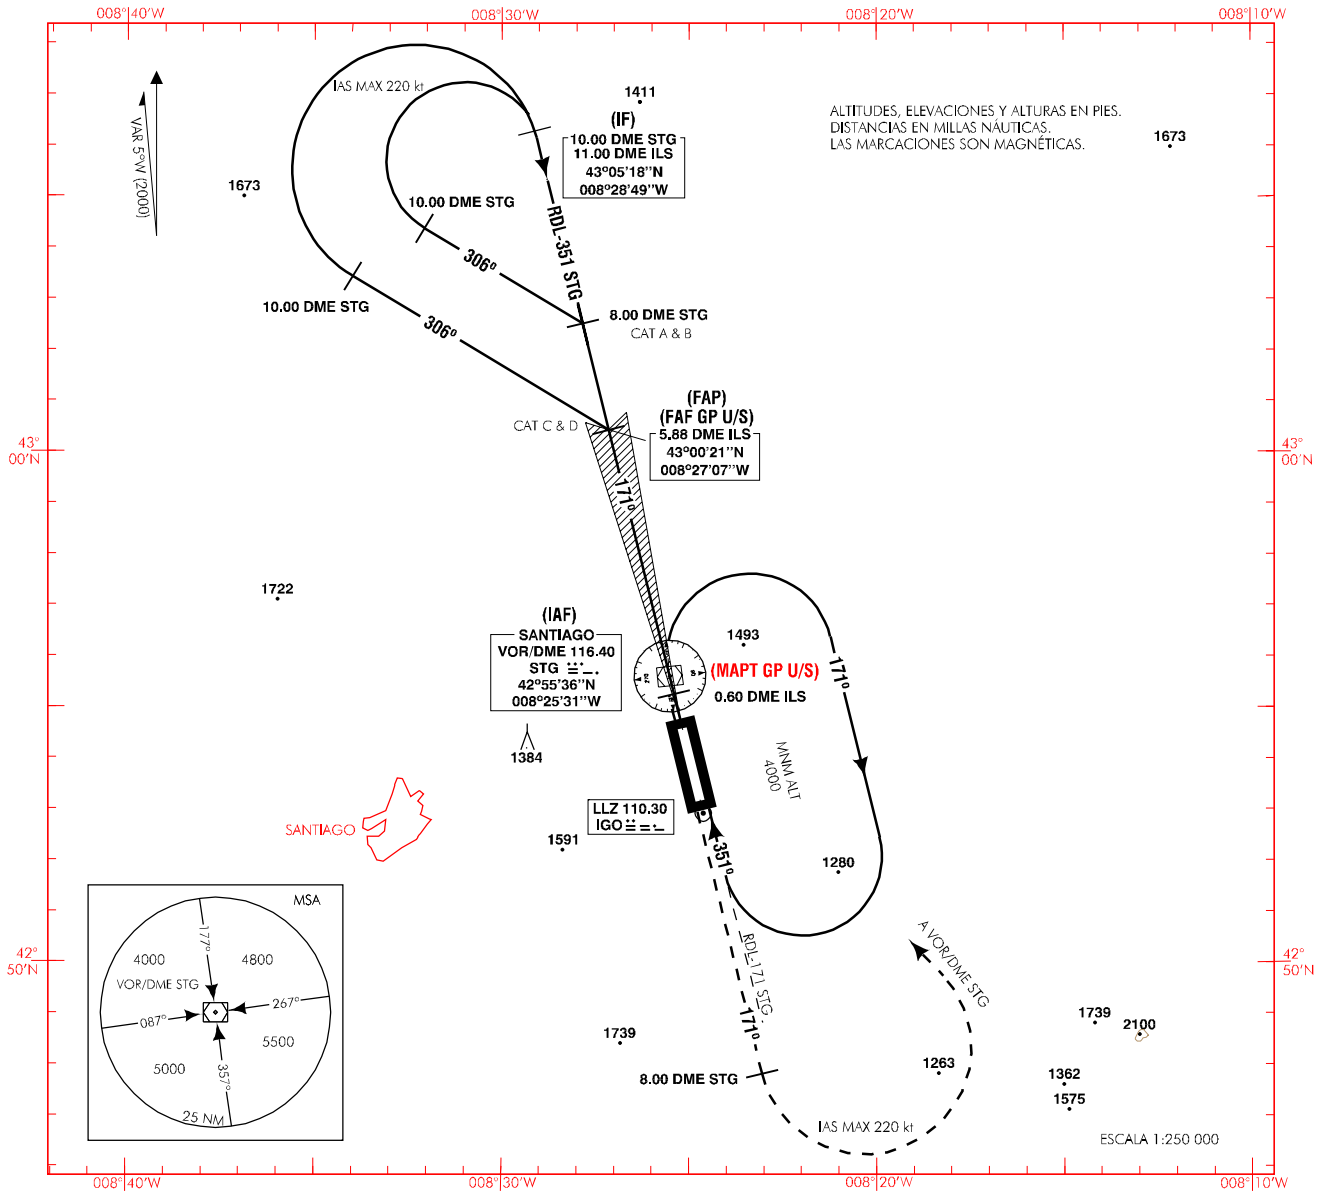 008°40'W
008°30'W
008°20'W
008°10'W
VAR 5°W (2000)
IAS MAX 220 kt
1411
ALTITUDES, ELEVACIONES Y ALTURAS EN PIES.
DISTANCIAS EN MILLAS NÁUTICAS.
LAS MARCACIONES SON MAGNÉTICAS.
1673
(IF)
10.00 DME STG
11.00 DME ILS
43°05'18''N
008°28'49''W
1673
10.00 DME STG
RDL-351 STG
306º
10.00 DME STG
306º
8.00 DME STG
CAT A & B
(FAP)
(FAF GP U/S)
5.88 DME ILS
43°00'21''N
008°27'07''W
CAT C & D
43°
00'N
43°
00'N
171º
1722
(IAF)
SANTIAGO
VOR/DME 116.40
STG
42°55'36''N
008°25'31''W
1493
(MAPT GP U/S)
0.60 DME ILS
171º
1384
MNM ALT
4000
LLZ 110.30
IGO
SANTIAGO
1591
351º
1280
MSA
177°
4000
4800
VOR/DME STG
267°
087°
5500
5000
357°
25 NM
42°
50'N
42°
50'N
RDL-171 STG
A VOR/DME STG
171º
1739
8.00 DME STG
1263
1739
2100
1362
1575
IAS MAX 220 kt
ESCALA 1:250 000
008°40'W
008°30'W
008°20'W
008°10'W